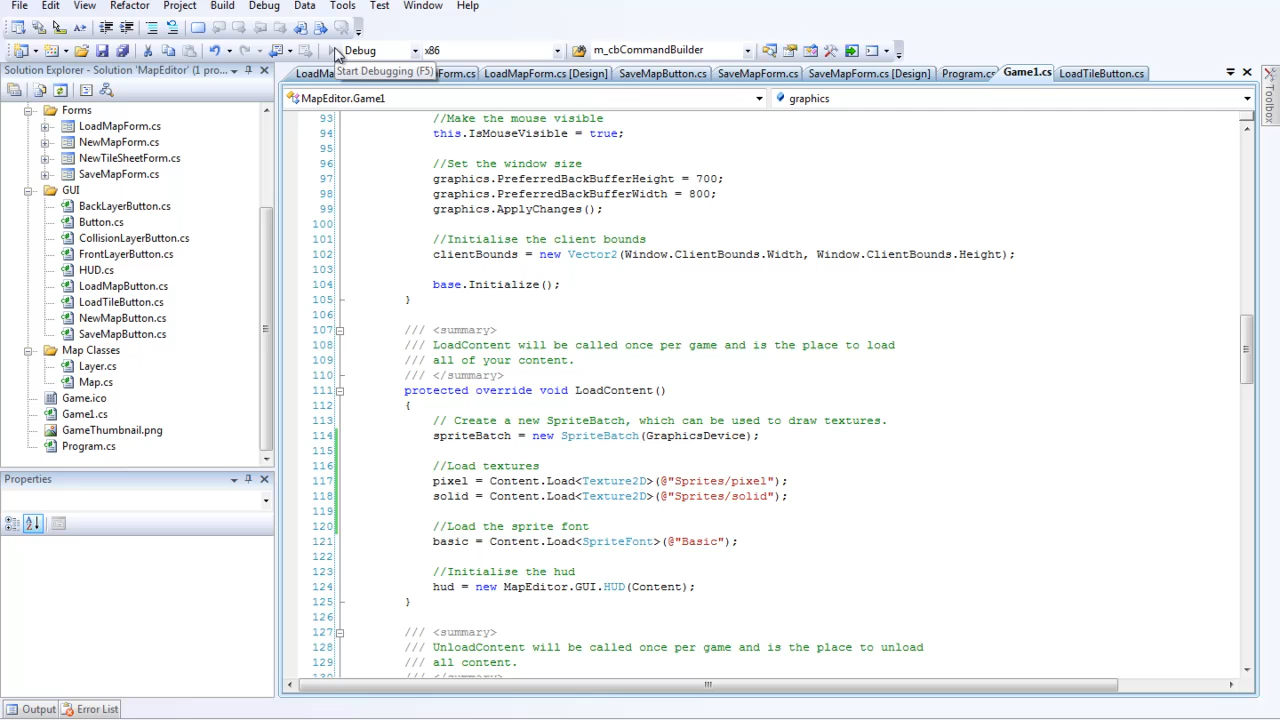 File Edit View Refactor Project Build Debug Data Tools Test Window Help
Debug x86 m_cbCommandBuilder
Solution Explorer - Solution 'MapEditor' (1 pro...
Start Debugging (F5)
LoadMa Form.cs LoadMapForm.cs [Design] SaveMapButton.cs SaveMapForm.cs SaveMapForm.cs [Design] Program.cs Game1.cs LoadTileButton.cs
MapEditor.Game1 graphics
Toolbox
Forms
LoadMapForm.cs
NewMapForm.cs
NewTileSheetForm.cs
SaveMapForm.cs
GUI
BackLayerButton.cs
Button.cs
CollisionLayerButton.cs
FrontLayerButton.cs
HUD.cs
LoadMapButton.cs
LoadTileButton.cs
NewMapButton.cs
SaveMapButton.cs
Map Classes
Layer.cs
Map.cs
Game.ico
Game1.cs
GameThumbnail.png
Program.cs
Properties
93 //Make the mouse visible
94 this.IsMouseVisible = true;
95
96 //Set the window size
97 graphics.PreferredBackBufferHeight = 700;
98 graphics.PreferredBackBufferWidth = 800;
99 graphics.ApplyChanges();
100
101 //Initialise the client bounds
102 clientBounds = new Vector2(Window.ClientBounds.Width, Window.ClientBounds.Height);
103
104 base.Initialize();
105 }
106
107 /// <summary>
108 /// LoadContent will be called once per game and is the place to load
109 /// all of your content.
110 /// </summary>
111 protected override void LoadContent()
112 {
113 // Create a new SpriteBatch, which can be used to draw textures.
114 spriteBatch = new SpriteBatch(GraphicsDevice);
115
116 //Load textures
117 pixel = Content.Load<Texture2D>(@"Sprites/pixel");
118 solid = Content.Load<Texture2D>(@"Sprites/solid");
119
120 //Load the sprite font
121 basic = Content.Load<SpriteFont>(@"Basic");
122
123 //Initialise the hud
124 hud = new MapEditor.GUI.HUD(Content);
125 }
126
127 /// <summary>
128 /// UnloadContent will be called once per game and is the place to unload
129 /// all content.
130 /// </summary>
Output Error List